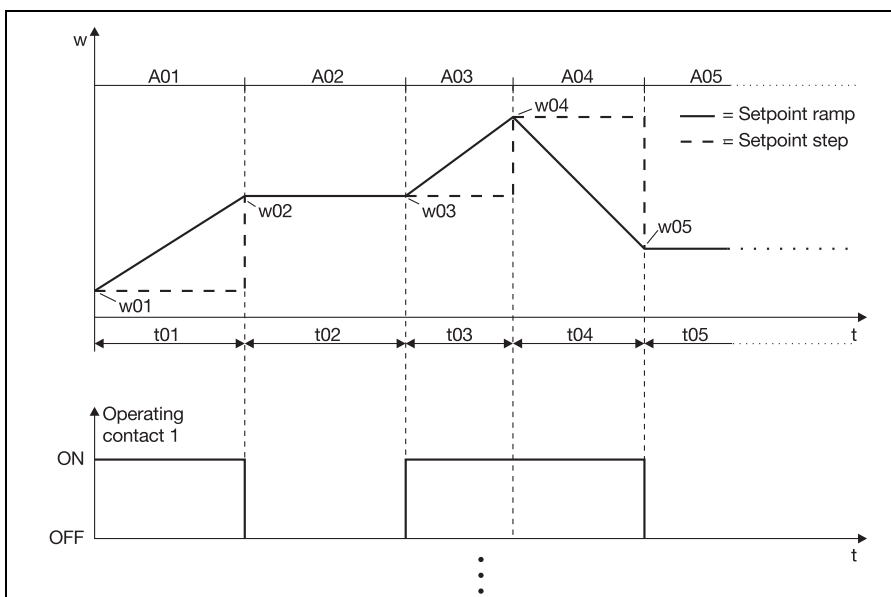 w
A01 A02 A03 A04 A05
w04
= Setpoint ramp
= Setpoint step
w02
w03
w05
w01
t
t01 t02 t03 t04 t05
Operating
contact 1
ON
OFF
t